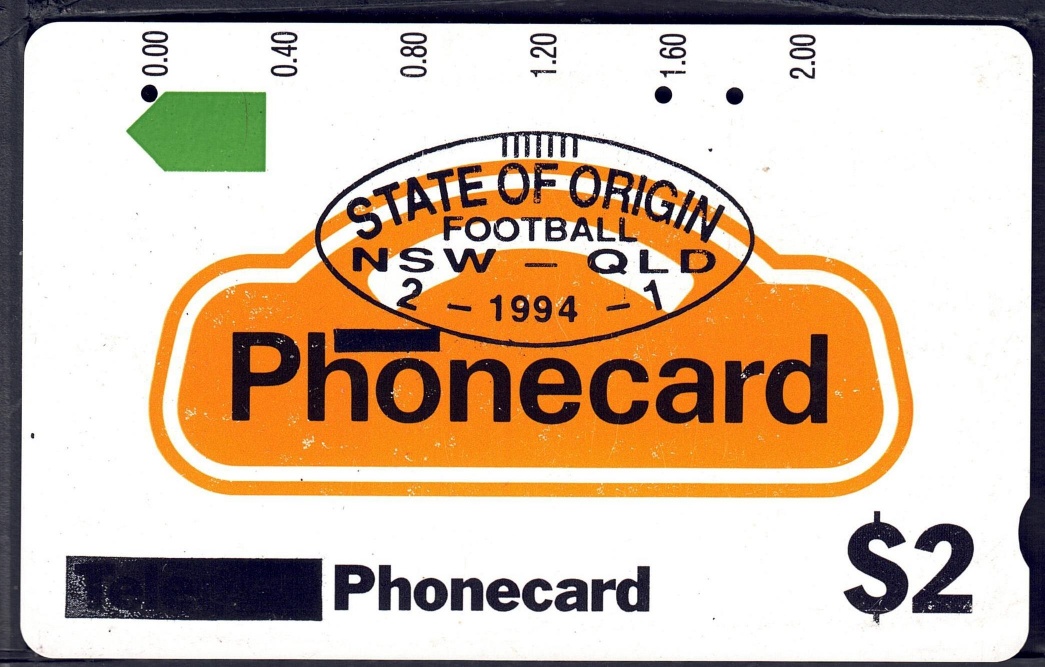 0.00 0.40 0.80 1.20 1.60 2.00
STATE OF ORIGIN
FOOTBALL
NSW – QLD
2 – 1994 – 1
Phonecard
Phonecard
$2